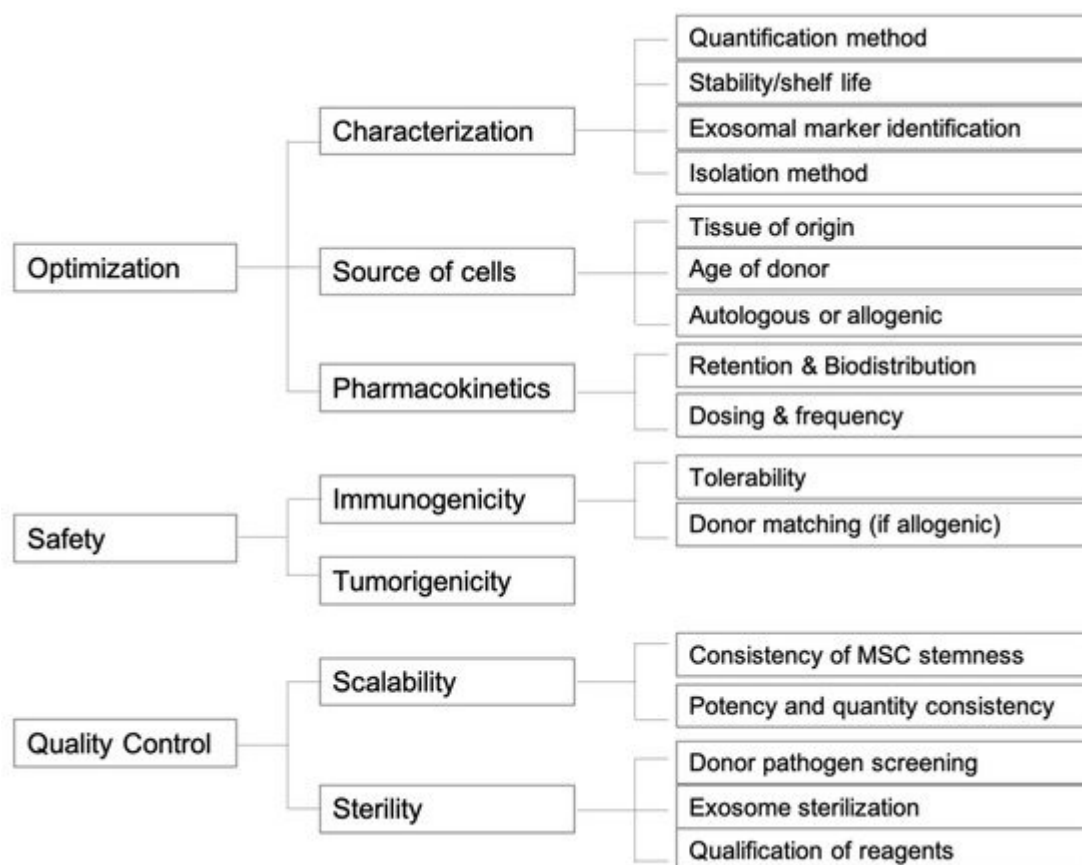 Optimization
Characterization
Quantification method
Stability/shelf life
Exosomal marker identification
Isolation method
Source of cells
Tissue of origin
Age of donor
Autologous or allogenic
Pharmacokinetics
Retention & Biodistribution
Dosing & frequency
Safety
Immunogenicity
Tolerability
Donor matching (if allogenic)
Tumorigenicity
Quality Control
Scalability
Consistency of MSC stemness
Potency and quantity consistency
Sterility
Donor pathogen screening
Exosome sterilization
Qualification of reagents